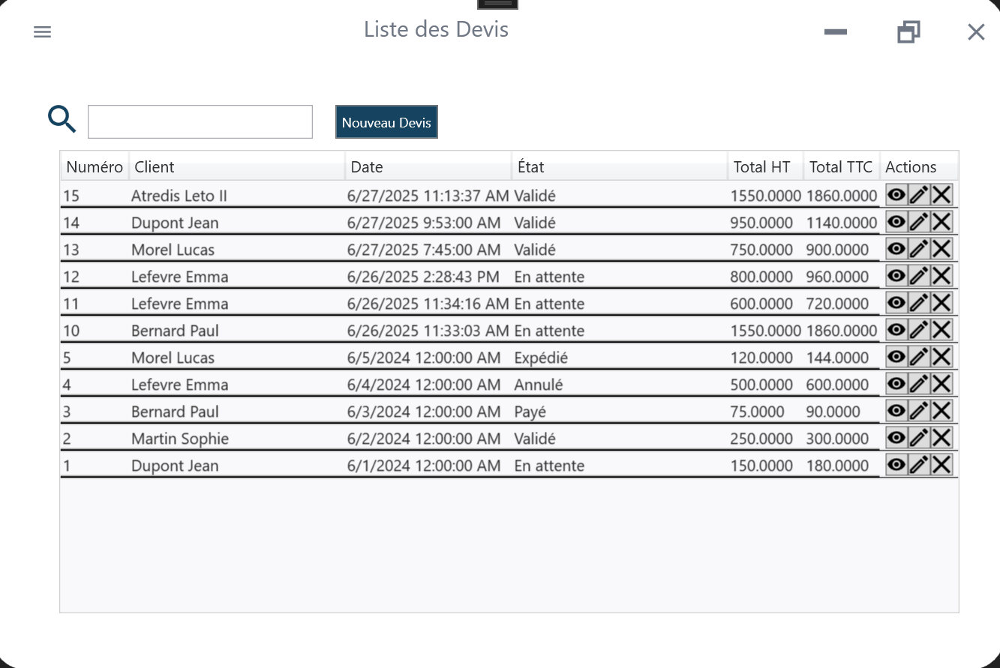 Liste des Devis
Nouveau Devis
Numéro Client Date État Total HT Total TTC Actions
15 Atredis Leto II 6/27/2025 11:13:37 AM Validé 1550.0000 1860.0000
14 Dupont Jean 6/27/2025 9:53:00 AM Validé 950.0000 1140.0000
13 Morel Lucas 6/27/2025 7:45:00 AM Validé 750.0000 900.0000
12 Lefevre Emma 6/26/2025 2:28:43 PM En attente 800.0000 960.0000
11 Lefevre Emma 6/26/2025 11:34:16 AM En attente 600.0000 720.0000
10 Bernard Paul 6/26/2025 11:33:03 AM En attente 1550.0000 1860.0000
5 Morel Lucas 6/5/2024 12:00:00 AM Expédié 120.0000 144.0000
4 Lefevre Emma 6/4/2024 12:00:00 AM Annulé 500.0000 600.0000
3 Bernard Paul 6/3/2024 12:00:00 AM Payé 75.0000 90.0000
2 Martin Sophie 6/2/2024 12:00:00 AM Validé 250.0000 300.0000
1 Dupont Jean 6/1/2024 12:00:00 AM En attente 150.0000 180.0000